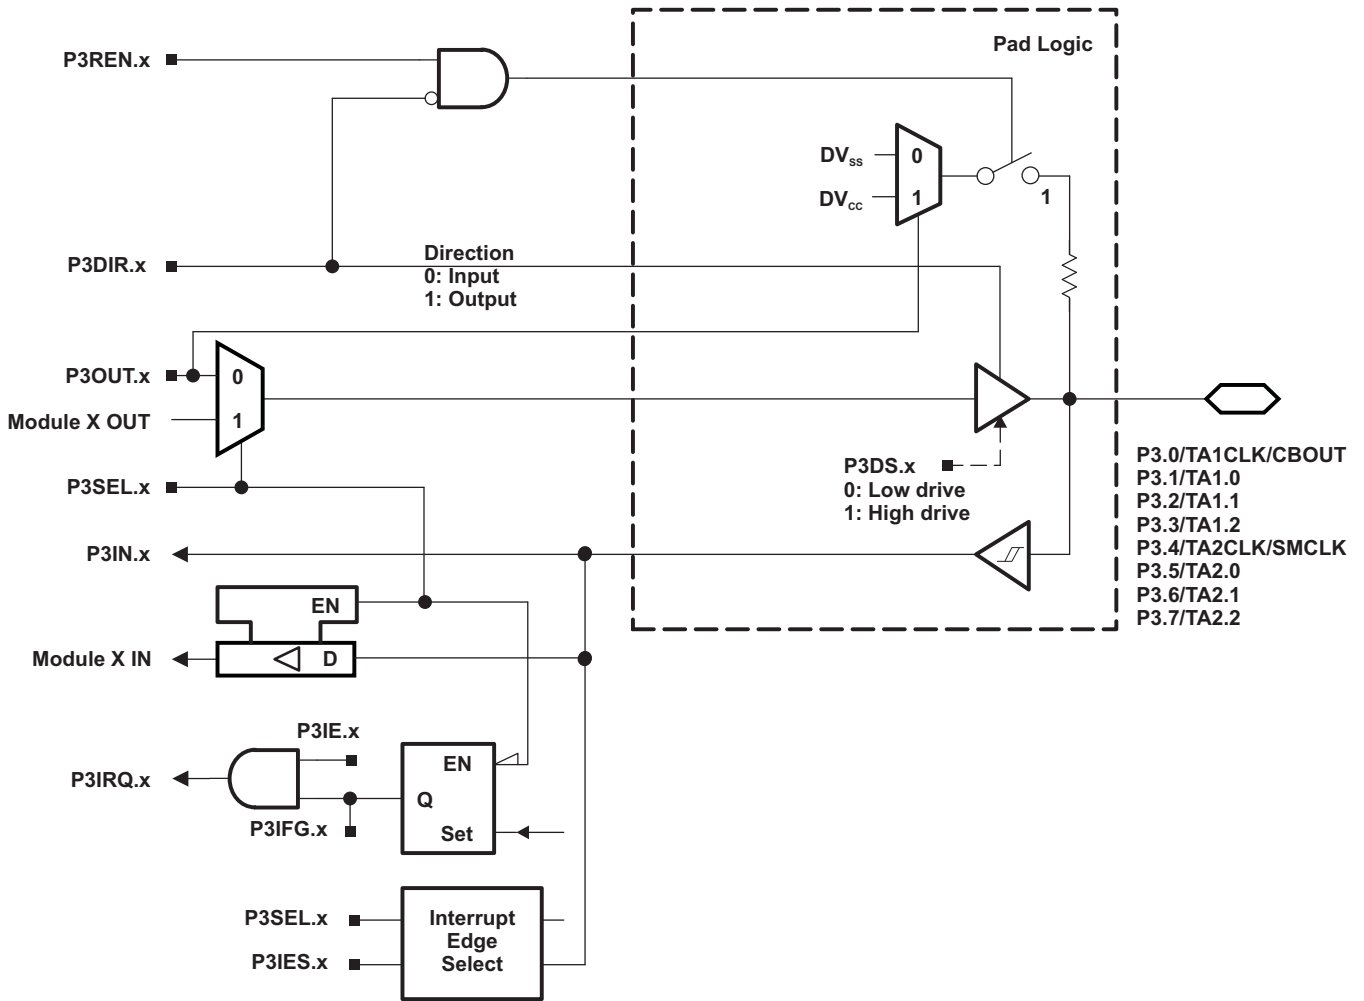 Pad Logic
P3REN.x
DVSS
0
DVCC
1
1
P3DIR.x
Direction
0: Input
1: Output
P3OUT.x
0
Module X OUT
1
P3SEL.x
P3DS.x
0: Low drive
1: High drive
P3.0/TA1CLK/CBOUT
P3.1/TA1.0
P3.2/TA1.1
P3.3/TA1.2
P3.4/TA2CLK/SMCLK
P3.5/TA2.0
P3.6/TA2.1
P3.7/TA2.2
P3IN.x
EN
Module X IN
D
P3IE.x
EN
P3IRQ.x
Q
P3IFG.x
Set
P3SEL.x
P3IES.x
Interrupt
Edge
Select